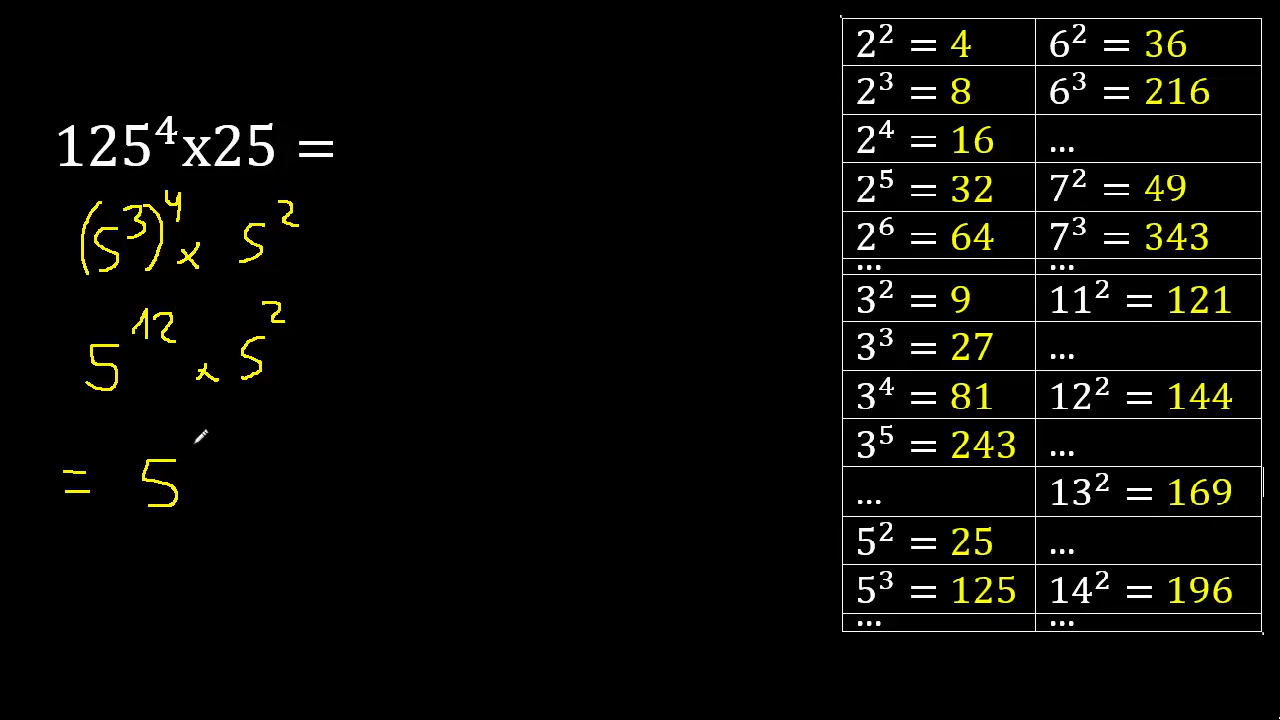 125⁴x25 =
(5³)⁴ x 5²
5¹² x 5²
= 5
2² = 4 6² = 36
2³ = 8 6³ = 216
2⁴ = 16 ...
2⁵ = 32 7² = 49
2⁶ = 64 7³ = 343
... ...
3² = 9 11² = 121
3³ = 27 ...
3⁴ = 81 12² = 144
3⁵ = 243 ...
... 13² = 169
5² = 25 ...
5³ = 125 14² = 196
... ...